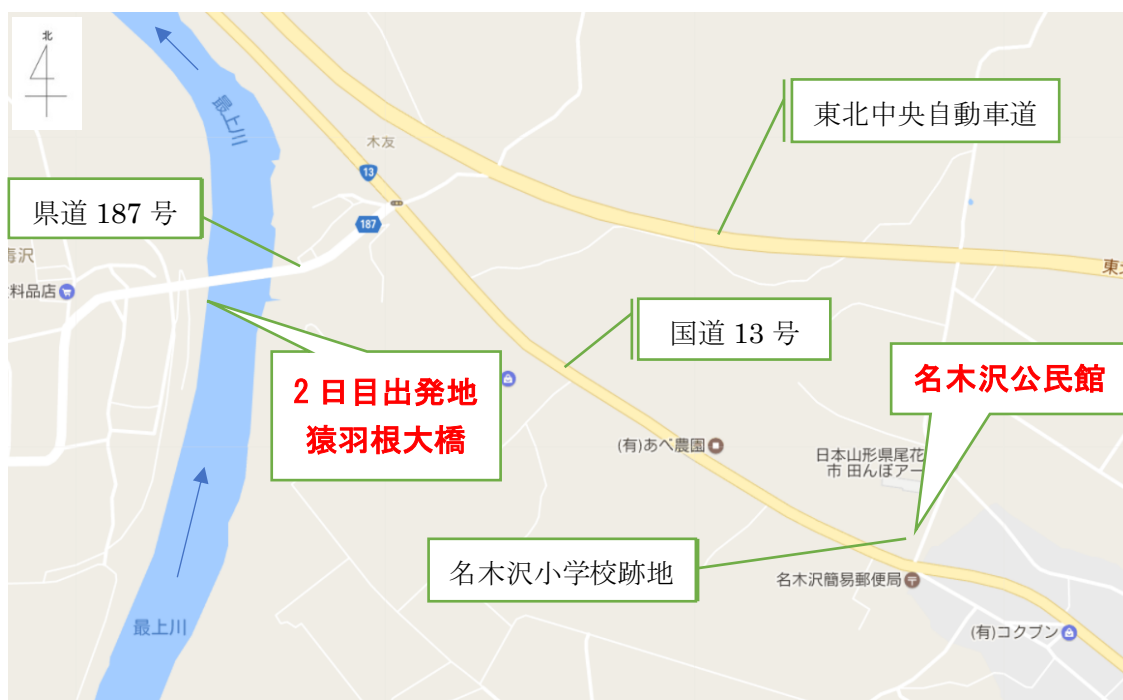 北
最上川
木友
東北中央自動車道
13
県道 187 号
187
毒沢
料品店
東北
国道 13 号
2 日目出発地
猿羽根大橋
名木沢公民館
(有)あべ農園
日本山形県尾花
市 田んぼアー
名木沢小学校跡地
名木沢簡易郵便局
最上川
(有)コクブン